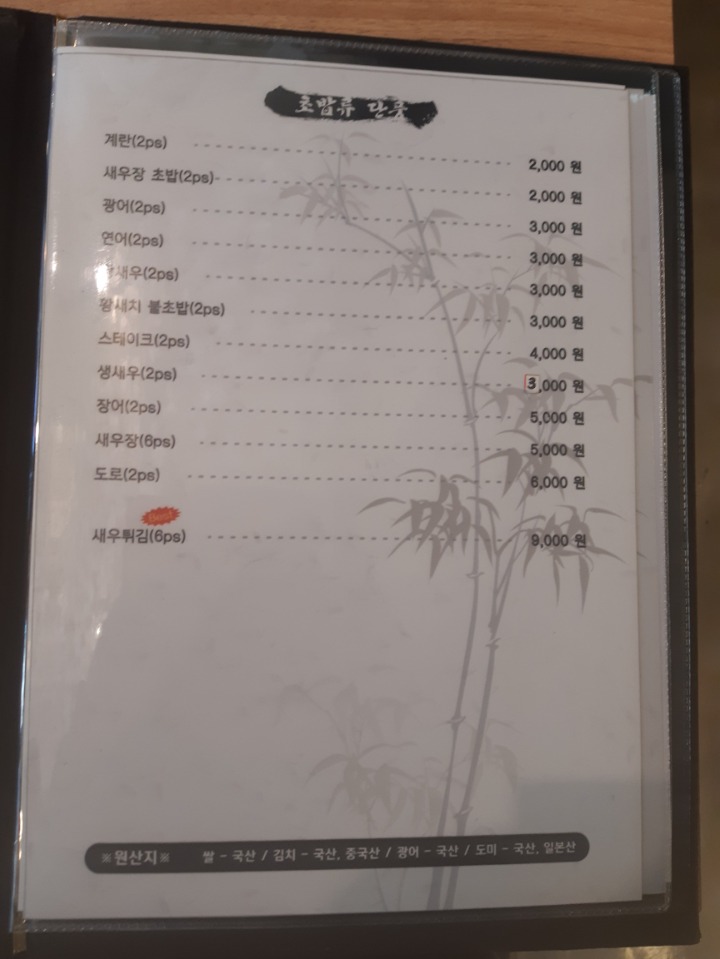 초밥류 단품
계란(2ps) 2,000 원
새우장 초밥(2ps) 2,000 원
광어(2ps) 3,000 원
연어(2ps) 3,000 원
3,000 원
황새치 불초밥(2ps) 3,000 원
스테이크(2ps) 4,000 원
생새우(2ps) 3,000 원
장어(2ps) 5,000 원
새우장(6ps) 5,000 원
도로(2ps) 6,000 원
Best
새우튀김(6ps) 9,000 원
※원산지※ 쌀 - 국산 / 김치 - 국산, 중국산 / 광어 - 국산 / 도미 - 국산, 일본산